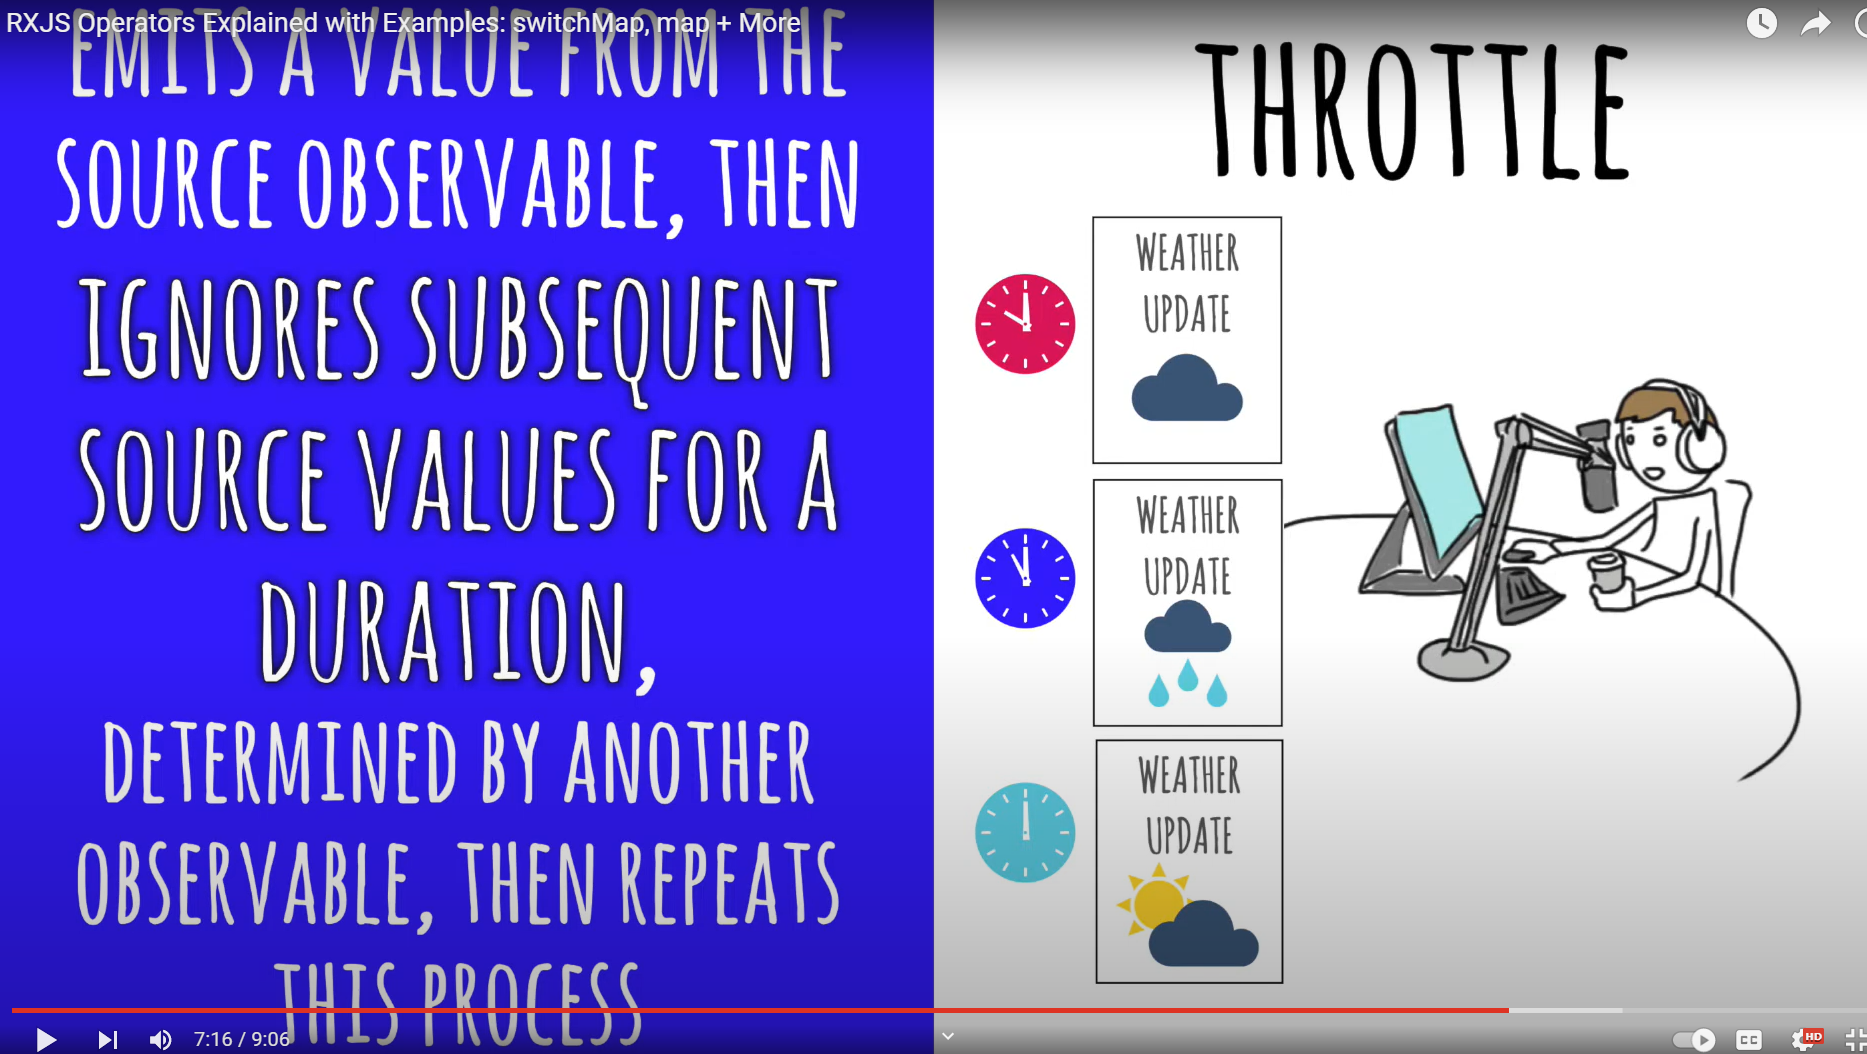 RXJS Operators Explained with Examples: switchMap, map + More
EMITS A VALUE FROM THE
SOURCE OBSERVABLE, THEN
IGNORES SUBSEQUENT
SOURCE VALUES FOR A
DURATION,
DETERMINED BY ANOTHER
OBSERVABLE, THEN REPEATS
THIS PROCESS
THROTTLE
WEATHER
UPDATE
WEATHER
UPDATE
WEATHER
UPDATE
7:16 / 9:06
CC
HD